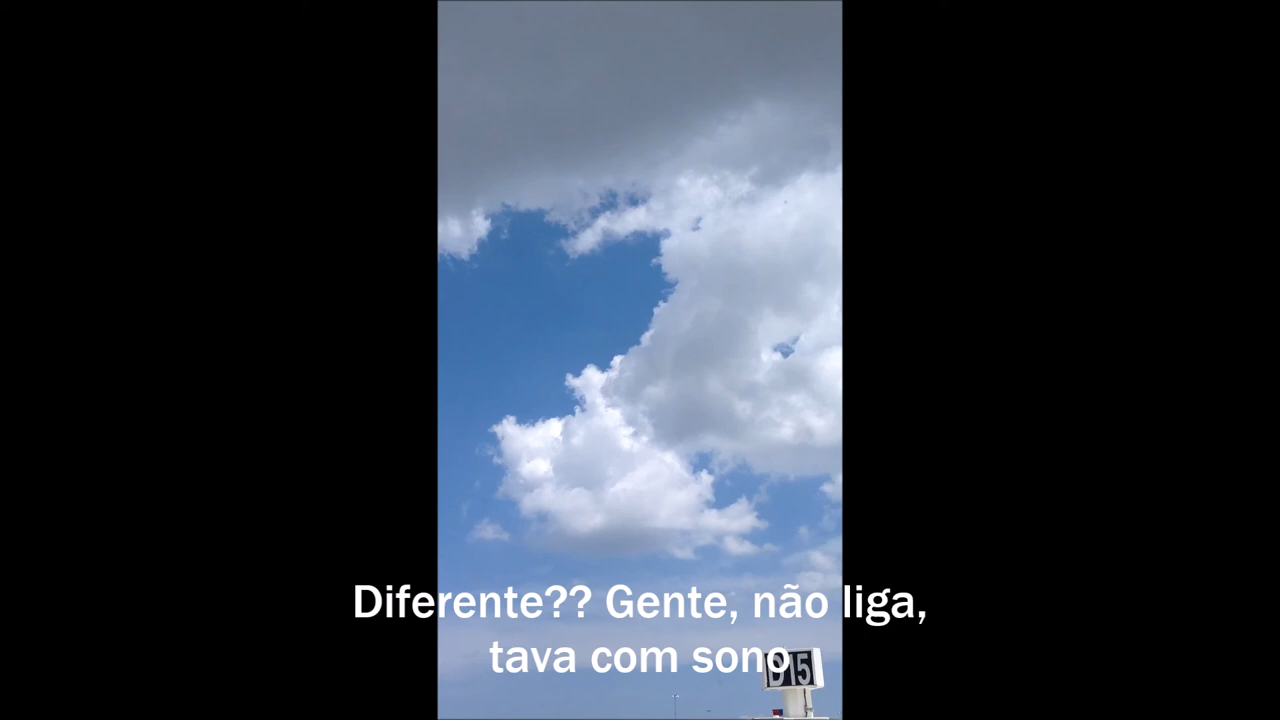 Diferente?? Gente, não liga,
tava com sono
D15